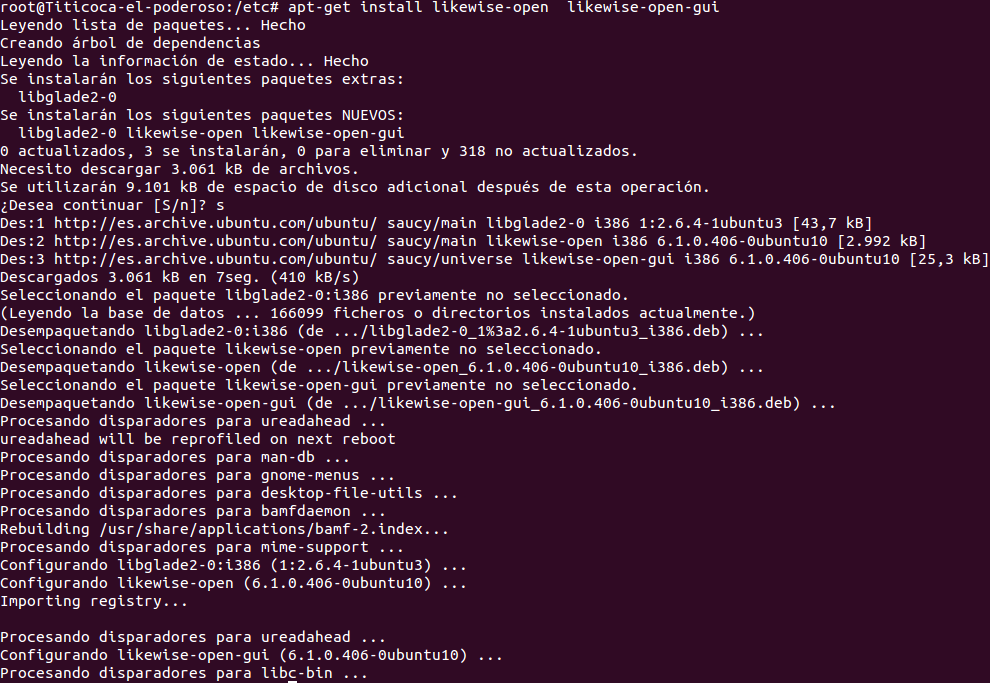 root@Titicoca-el-poderoso:/etc# apt-get install likewise-open  likewise-open-gui
Leyendo lista de paquetes... Hecho
Creando árbol de dependencias
Leyendo la información de estado... Hecho
Se instalarán los siguientes paquetes extras:
  libglade2-0
Se instalarán los siguientes paquetes NUEVOS:
  libglade2-0 likewise-open likewise-open-gui
0 actualizados, 3 se instalarán, 0 para eliminar y 318 no actualizados.
Necesito descargar 3.061 kB de archivos.
Se utilizarán 9.101 kB de espacio de disco adicional después de esta operación.
¿Desea continuar [S/n]? s
Des:1 http://es.archive.ubuntu.com/ubuntu/ saucy/main libglade2-0 i386 1:2.6.4-1ubuntu3 [43,7 kB]
Des:2 http://es.archive.ubuntu.com/ubuntu/ saucy/main likewise-open i386 6.1.0.406-0ubuntu10 [2.992 kB]
Des:3 http://es.archive.ubuntu.com/ubuntu/ saucy/universe likewise-open-gui i386 6.1.0.406-0ubuntu10 [25,3 kB]
Descargados 3.061 kB en 7seg. (410 kB/s)
Seleccionando el paquete libglade2-0:i386 previamente no seleccionado.
(Leyendo la base de datos ... 166099 ficheros o directorios instalados actualmente.)
Desempaquetando libglade2-0:i386 (de .../libglade2-0_1%3a2.6.4-1ubuntu3_i386.deb) ...
Seleccionando el paquete likewise-open previamente no seleccionado.
Desempaquetando likewise-open (de .../likewise-open_6.1.0.406-0ubuntu10_i386.deb) ...
Seleccionando el paquete likewise-open-gui previamente no seleccionado.
Desempaquetando likewise-open-gui (de .../likewise-open-gui_6.1.0.406-0ubuntu10_i386.deb) ...
Procesando disparadores para ureadahead ...
ureadahead will be reprofiled on next reboot
Procesando disparadores para man-db ...
Procesando disparadores para gnome-menus ...
Procesando disparadores para desktop-file-utils ...
Procesando disparadores para bamfdaemon ...
Rebuilding /usr/share/applications/bamf-2.index...
Procesando disparadores para mime-support ...
Configurando libglade2-0:i386 (1:2.6.4-1ubuntu3) ...
Configurando likewise-open (6.1.0.406-0ubuntu10) ...
Importing registry...
Procesando disparadores para ureadahead ...
Configurando likewise-open-gui (6.1.0.406-0ubuntu10) ...
Procesando disparadores para libc-bin ...